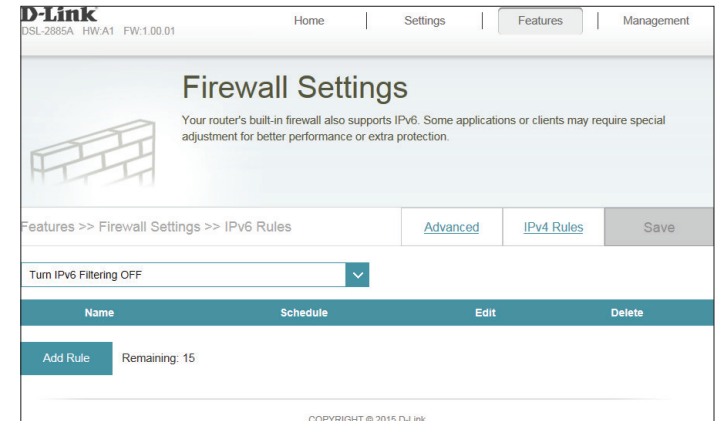 D-Link
DSL-2885A HW:A1 FW:1.00.01
Home
Settings
Features
Management
Firewall Settings
Your router's built-in firewall also supports IPv6. Some applications or clients may require special
adjustment for better performance or extra protection.
Features >> Firewall Settings >> IPv6 Rules
Advanced
IPv4 Rules
Save
Turn IPv6 Filtering OFF
Name
Schedule
Edit
Delete
Add Rule
Remaining: 15
COPYRIGHT © 2015 D-Link